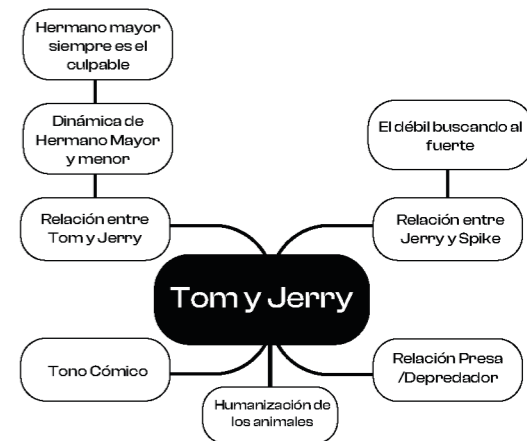 Hermano mayor
siempre es el
culpable
Dinámica de
Hermano Mayor
y menor
El débil buscando al
fuerte
Relación entre
Tom y Jerry
Relación entre
Jerry y Spike
Tom y Jerry
Tono Cómico
Relación Presa
/Depredador
Humanización de
los animales